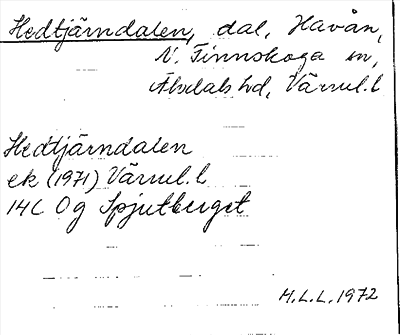 Hedtjärndalen, dal, Havån,
N. Finnskoga sn,
Älvdals hd, Värml. l
Hedtjärndalen
ek (1971) Värml. l
14C 0g Spjutberget
M.L.L. 1972